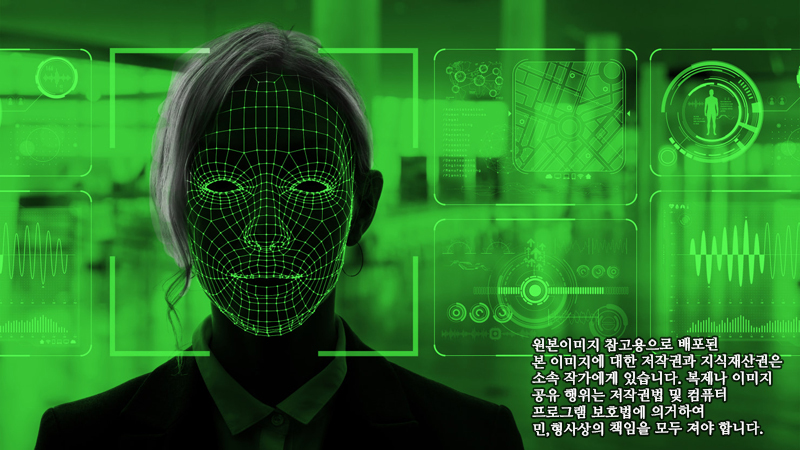 원본이미지 참고용으로 배포된
본 이미지에 대한 저작권과 지식재산권은
소속 작가에게 있습니다. 복제나 이미지
공유 행위는 저작권법 및 컴퓨터
프로그램 보호법에 의거하여
민,형사상의 책임을 모두 져야 합니다.